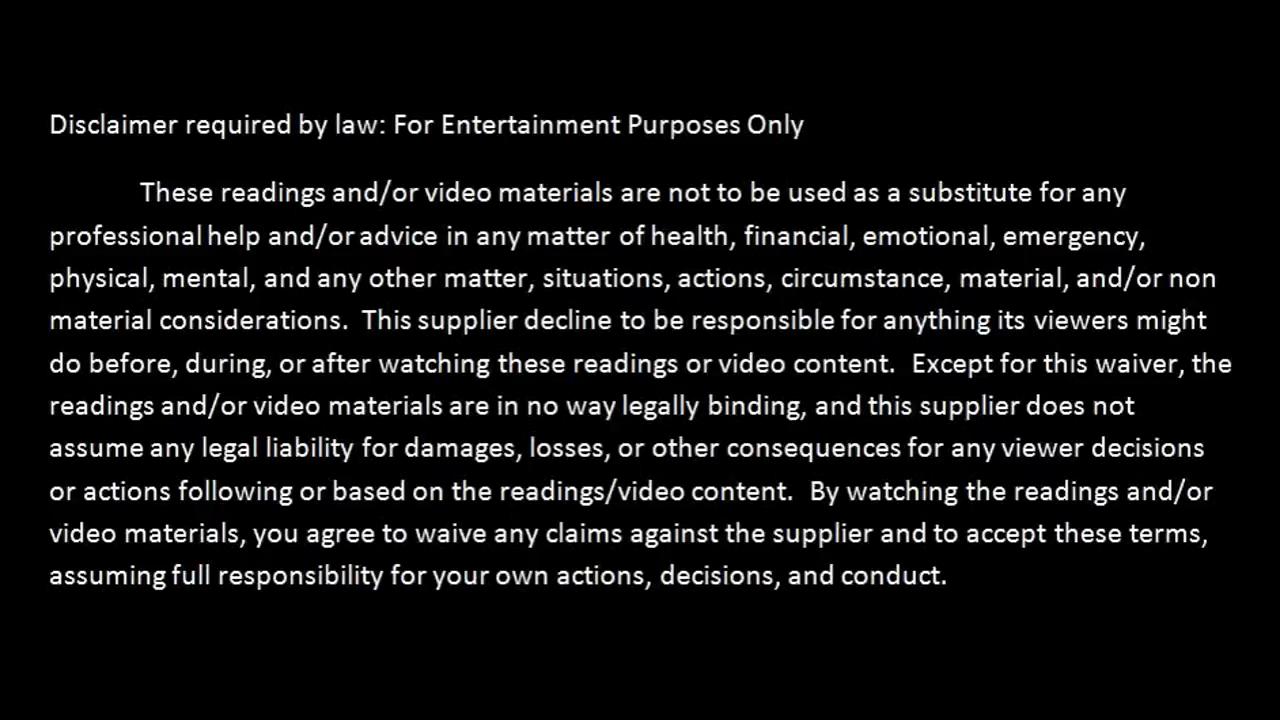 Disclaimer required by law: For Entertainment Purposes Only
These readings and/or video materials are not to be used as a substitute for any
professional help and/or advice in any matter of health, financial, emotional, emergency,
physical, mental, and any other matter, situations, actions, circumstance, material, and/or non
material considerations.  This supplier decline to be responsible for anything its viewers might
do before, during, or after watching these readings or video content.  Except for this waiver, the
readings and/or video materials are in no way legally binding, and this supplier does not
assume any legal liability for damages, losses, or other consequences for any viewer decisions
or actions following or based on the readings/video content.  By watching the readings and/or
video materials, you agree to waive any claims against the supplier and to accept these terms,
assuming full responsibility for your own actions, decisions, and conduct.